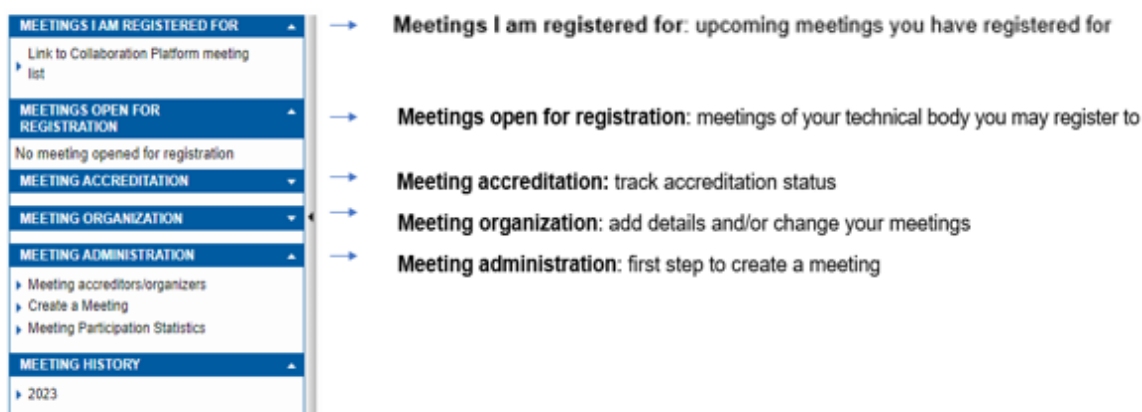 MEETINGS I AM REGISTERED FOR
Link to Collaboration Platform meeting
list
MEETINGS OPEN FOR
REGISTRATION
No meeting opened for registration
MEETING ACCREDITATION
MEETING ORGANIZATION
MEETING ADMINISTRATION
Meeting accreditors/organizers
Create a Meeting
Meeting Participation Statistics
MEETING HISTORY
2023
Meetings I am registered for: upcoming meetings you have registered for
Meetings open for registration: meetings of your technical body you may register to
Meeting accreditation: track accreditation status
Meeting organization: add details and/or change your meetings
Meeting administration: first step to create a meeting